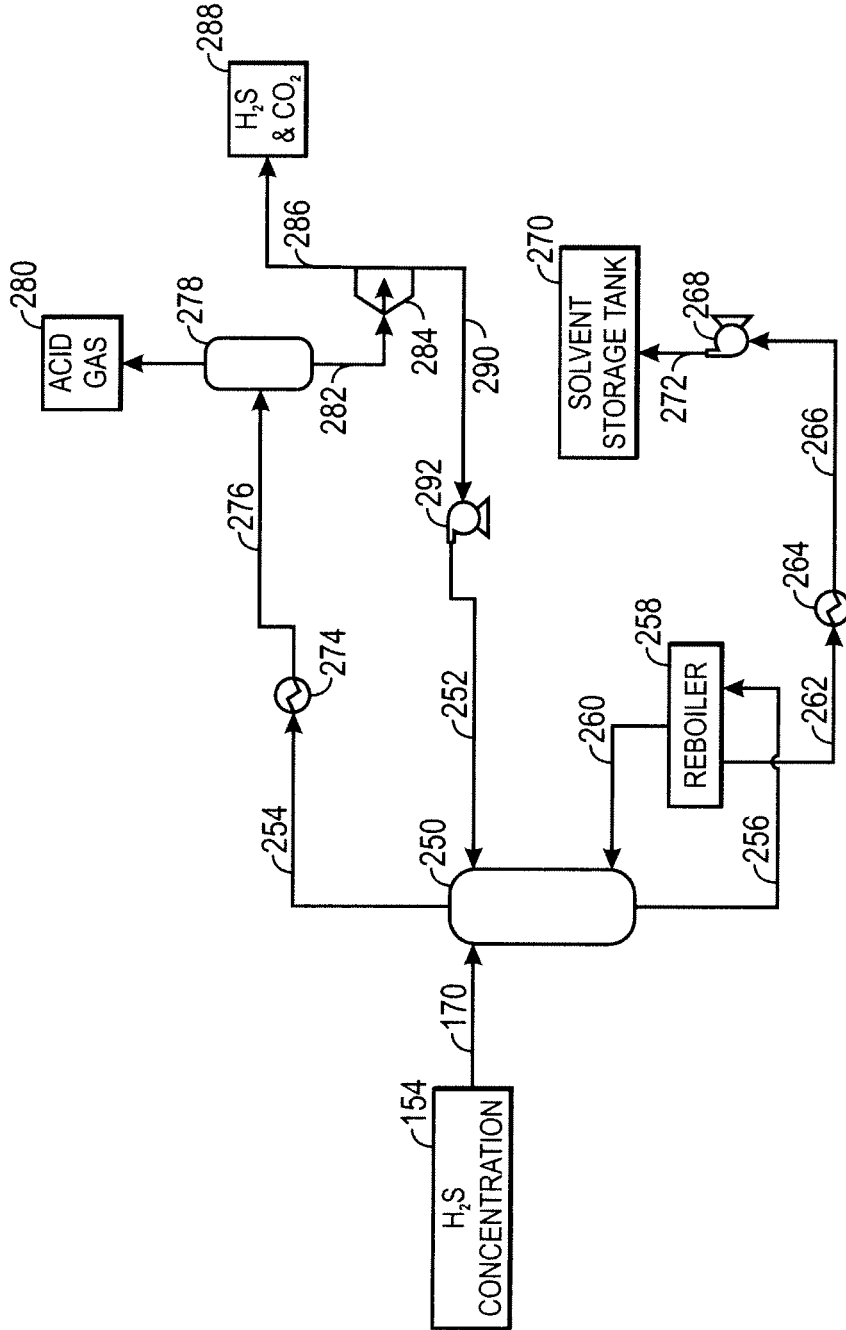 280
ACID
GAS
288
H₂S
& CO₂
278
276
286
282
284
274
254
290
292
270
SOLVENT
STORAGE TANK
268
272
252
250
260
258
REBOILER
264
266
262
256
170
154
H₂S
CONCENTRATION